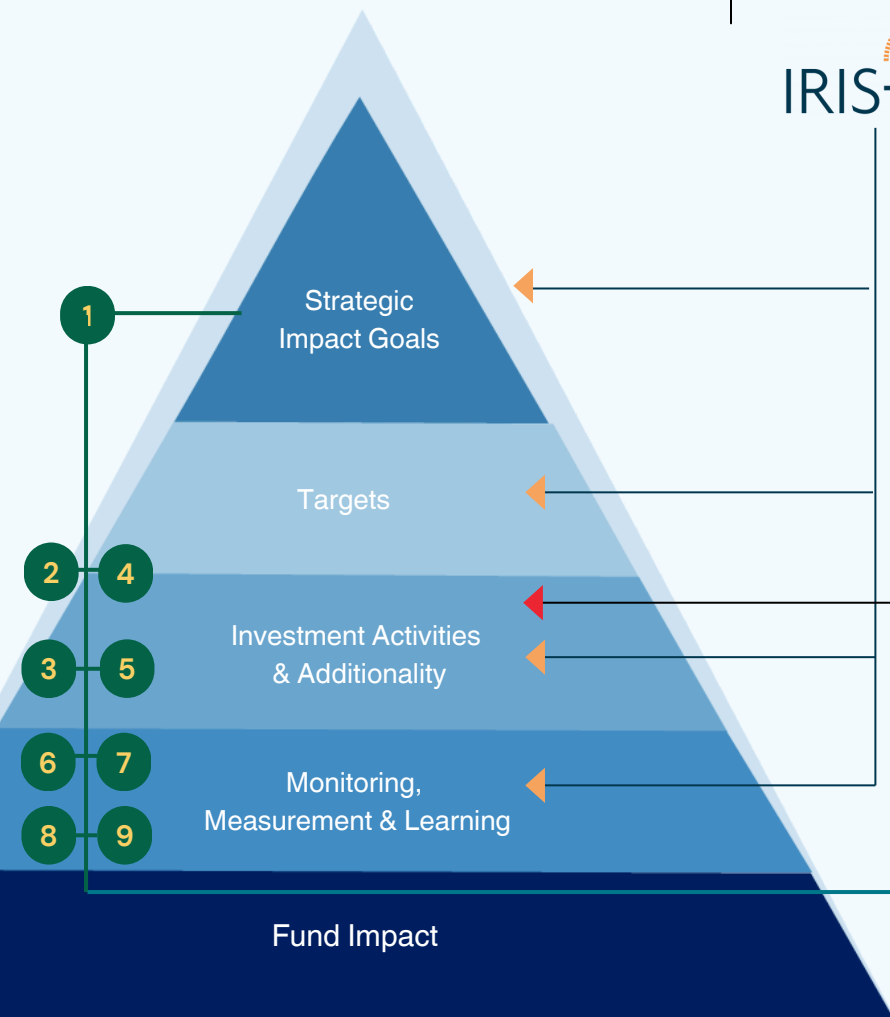 IRIS+
1
Strategic
Impact Goals
Targets
2
4
Investment Activities
& Additionality
3
5
6
7
Monitoring,
Measurement & Learning
8
9
Fund Impact